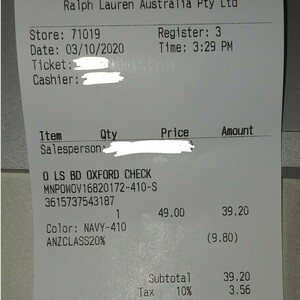 Ralph Lauren Australia Pty Ltd
Store: 71019 Register: 3
Date: 03/10/2020 Time: 3:29 PM
Ticket:
Cashier:
Item Qty Price Amount
Salesperson:
O LS BD OXFORD CHECK
MNPOWOV16820172-410-S
3615737543187
1 49.00 39.20
Color: NAVY-410
ANZCLASS20% (9.80)
Subtotal 39.20
Tax 10% 3.56